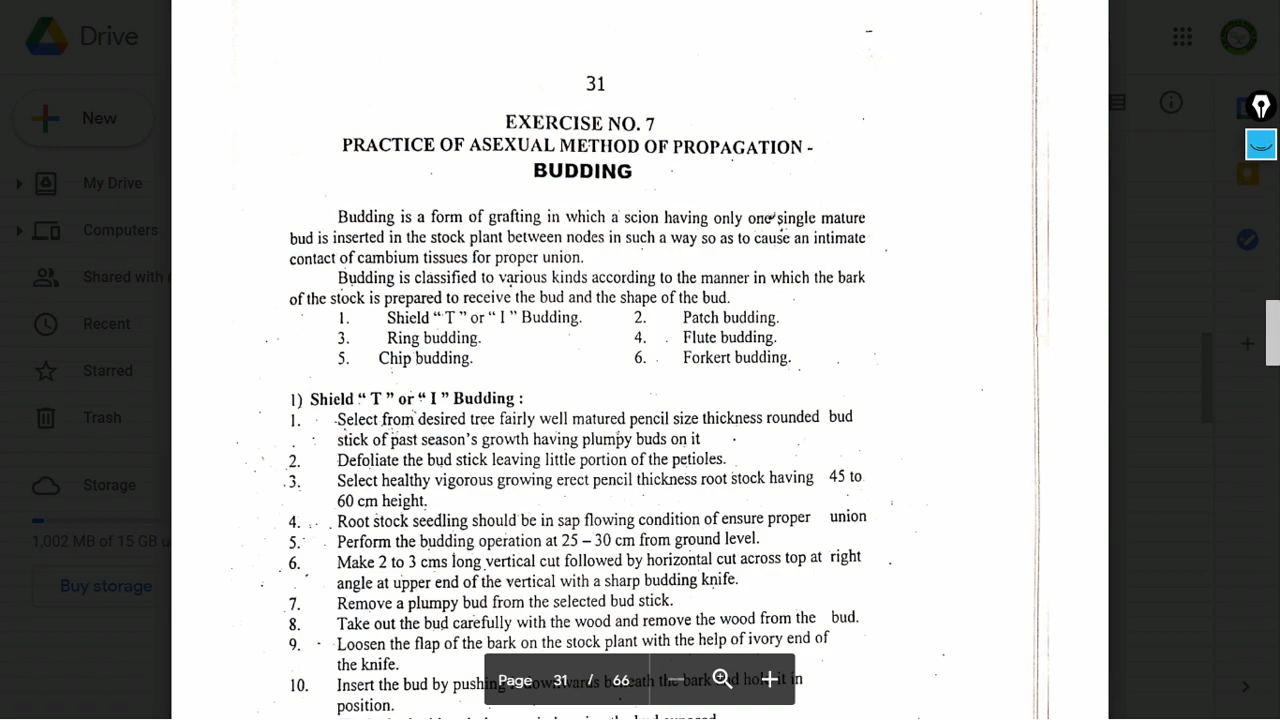 Drive
New
My Drive
Computers
Shared with
Recent
Starred
Trash
Storage
1,002 MB of 15 GB u
Buy storage
31
EXERCISE NO. 7
PRACTICE OF ASEXUAL METHOD OF PROPAGATION -
BUDDING
Budding is a form of grafting in which a scion having only one single mature
bud is inserted in the stock plant between nodes in such a way so as to cause an intimate
contact of cambium tissues for proper union.
Budding is classified to various kinds according to the manner in which the bark
of the stock is prepared to receive the bud and the shape of the bud.
1. Shield “ T ” or “ I ” Budding. 2. Patch budding.
3. Ring budding. 4. Flute budding.
5. Chip budding. 6. Forkert budding.
1) Shield “ T ” or “ I ” Budding :
1. Select from desired tree fairly well matured pencil size thickness rounded bud
stick of past season's growth having plumpy buds on it
2. Defoliate the bud stick leaving little portion of the petioles.
3. Select healthy vigorous growing erect pencil thickness root stock having 45 to
60 cm height.
4. Root stock seedling should be in sap flowing condition of ensure proper union
5. Perform the budding operation at 25 – 30 cm from ground level.
6. Make 2 to 3 cms long vertical cut followed by horizontal cut across top at right
angle at upper end of the vertical with a sharp budding knife.
7. Remove a plumpy bud from the selected bud stick.
8. Take out the bud carefully with the wood and remove the wood from the bud.
9. Loosen the flap of the bark on the stock plant with the help of ivory end of
the knife.
10. Insert the bud by pushing downwards beneath the bark and hold it in
position.
Page 31 / 66